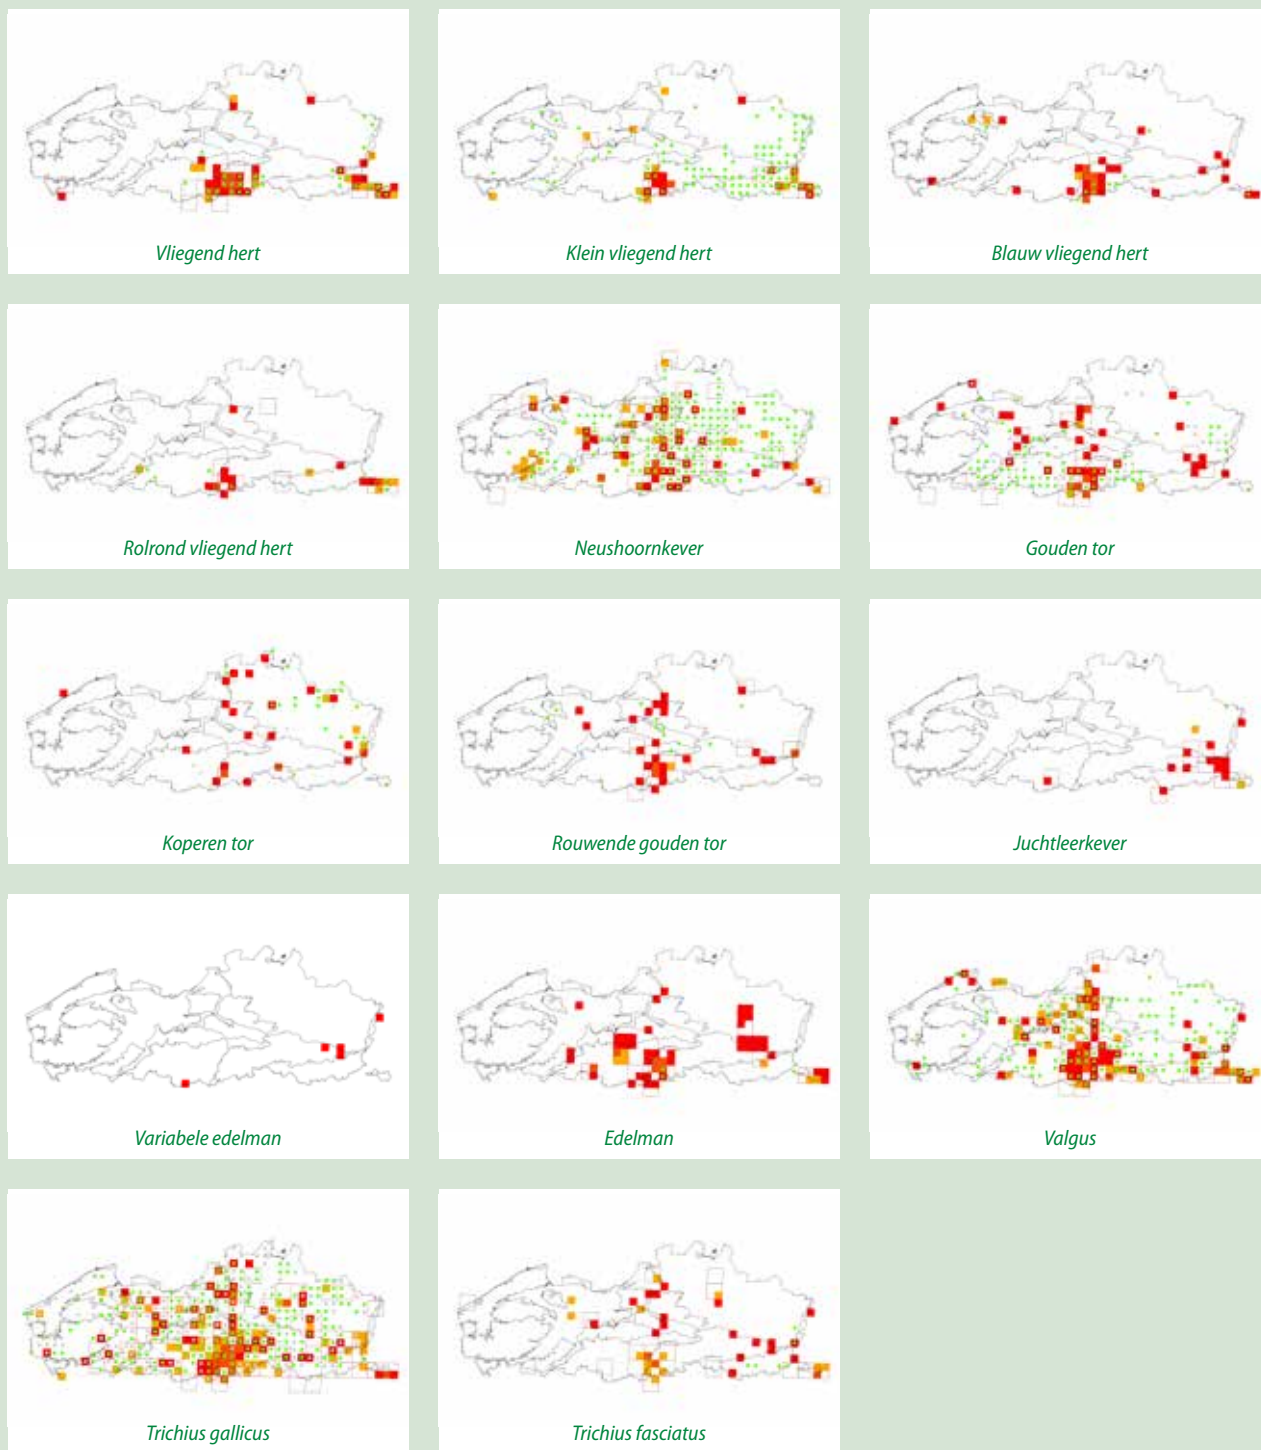 Vliegend hert
Klein vliegend hert
Blauw vliegend hert
Rolrond vliegend hert
Neushoornkever
Gouden tor
Koperen tor
Rouwende gouden tor
Juchtleerkever
Variabele edelman
Edelman
Valgus
Trichius gallicus
Trichius fasciatus